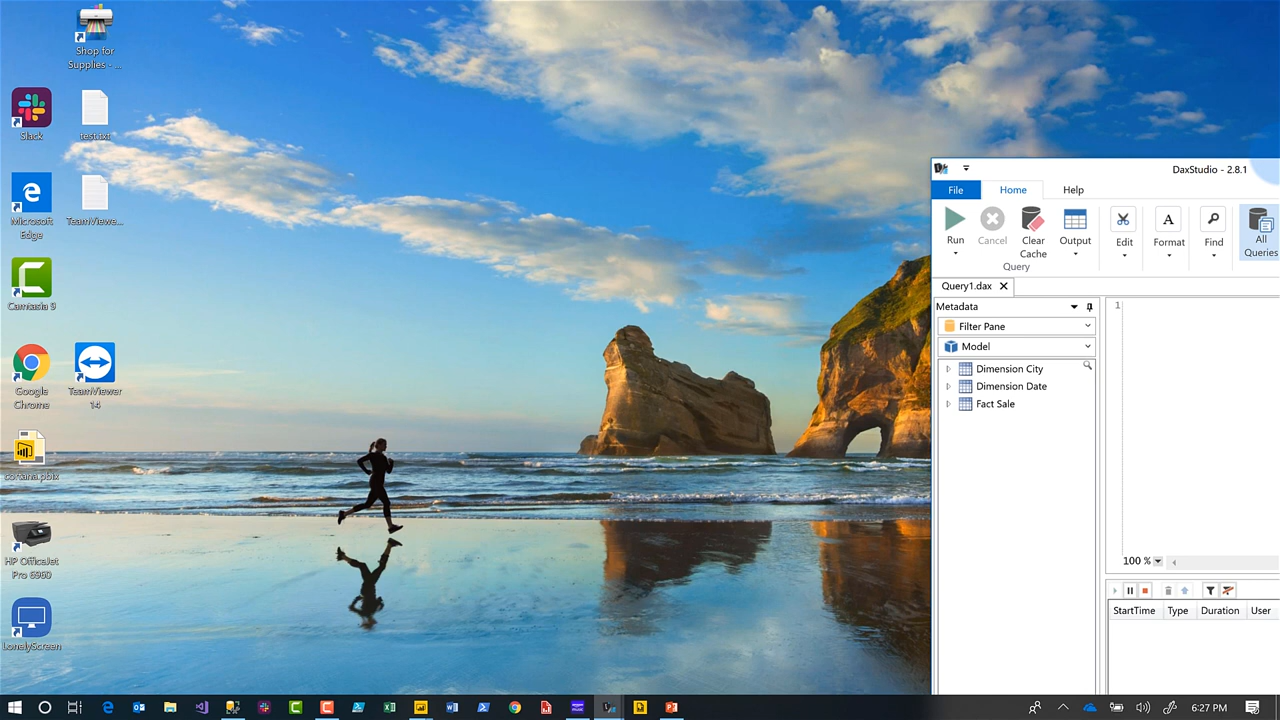 Shop for
Supplies - ...
Slack
test.txt
Microsoft
Edge
TeamViewe...
Camtasia 9
Google
Chrome
TeamViewer
14
cortana.pbix
HP OfficeJet
Pro 6960
LonelyScreen
DaxStudio - 2.8.1
File
Home
Help
Run
Cancel
Clear
Cache
Output
Edit
Format
Find
All
Queries
Query
Query1.dax
Metadata
Filter Pane
Model
Dimension City
Dimension Date
Fact Sale
1
100 %
StartTime
Type
Duration
User
6:27 PM